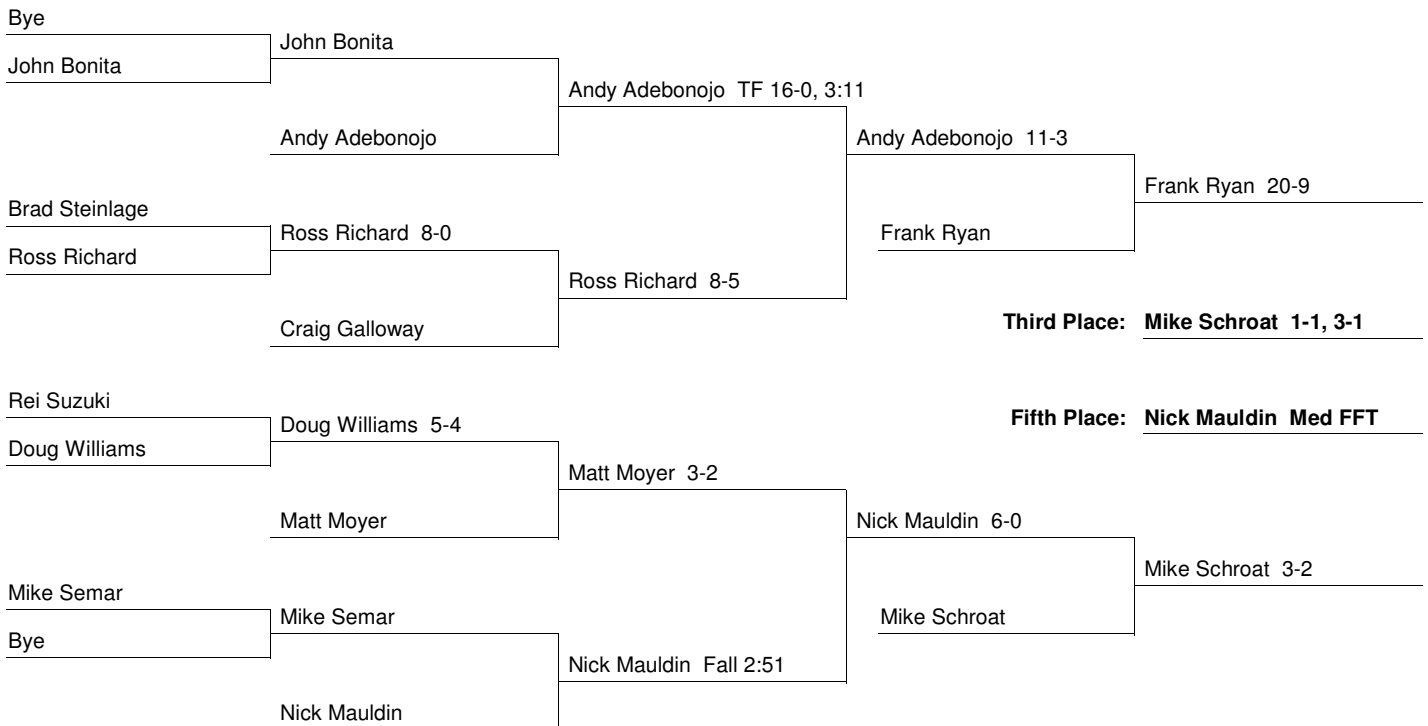 Bye
John Bonita
John Bonita
Andy Adebonojo TF 16-0, 3:11
Andy Adebonojo
Andy Adebonojo 11-3
Frank Ryan 20-9
Brad Steinlage
Ross Richard 8-0
Frank Ryan
Ross Richard
Ross Richard 8-5
Craig Galloway
Third Place: Mike Schroat 1-1, 3-1
Rei Suzuki
Doug Williams 5-4
Fifth Place: Nick Mauldin Med FFT
Doug Williams
Matt Moyer 3-2
Matt Moyer
Nick Mauldin 6-0
Mike Schroat 3-2
Mike Semar
Mike Semar
Mike Schroat
Bye
Nick Mauldin Fall 2:51
Nick Mauldin